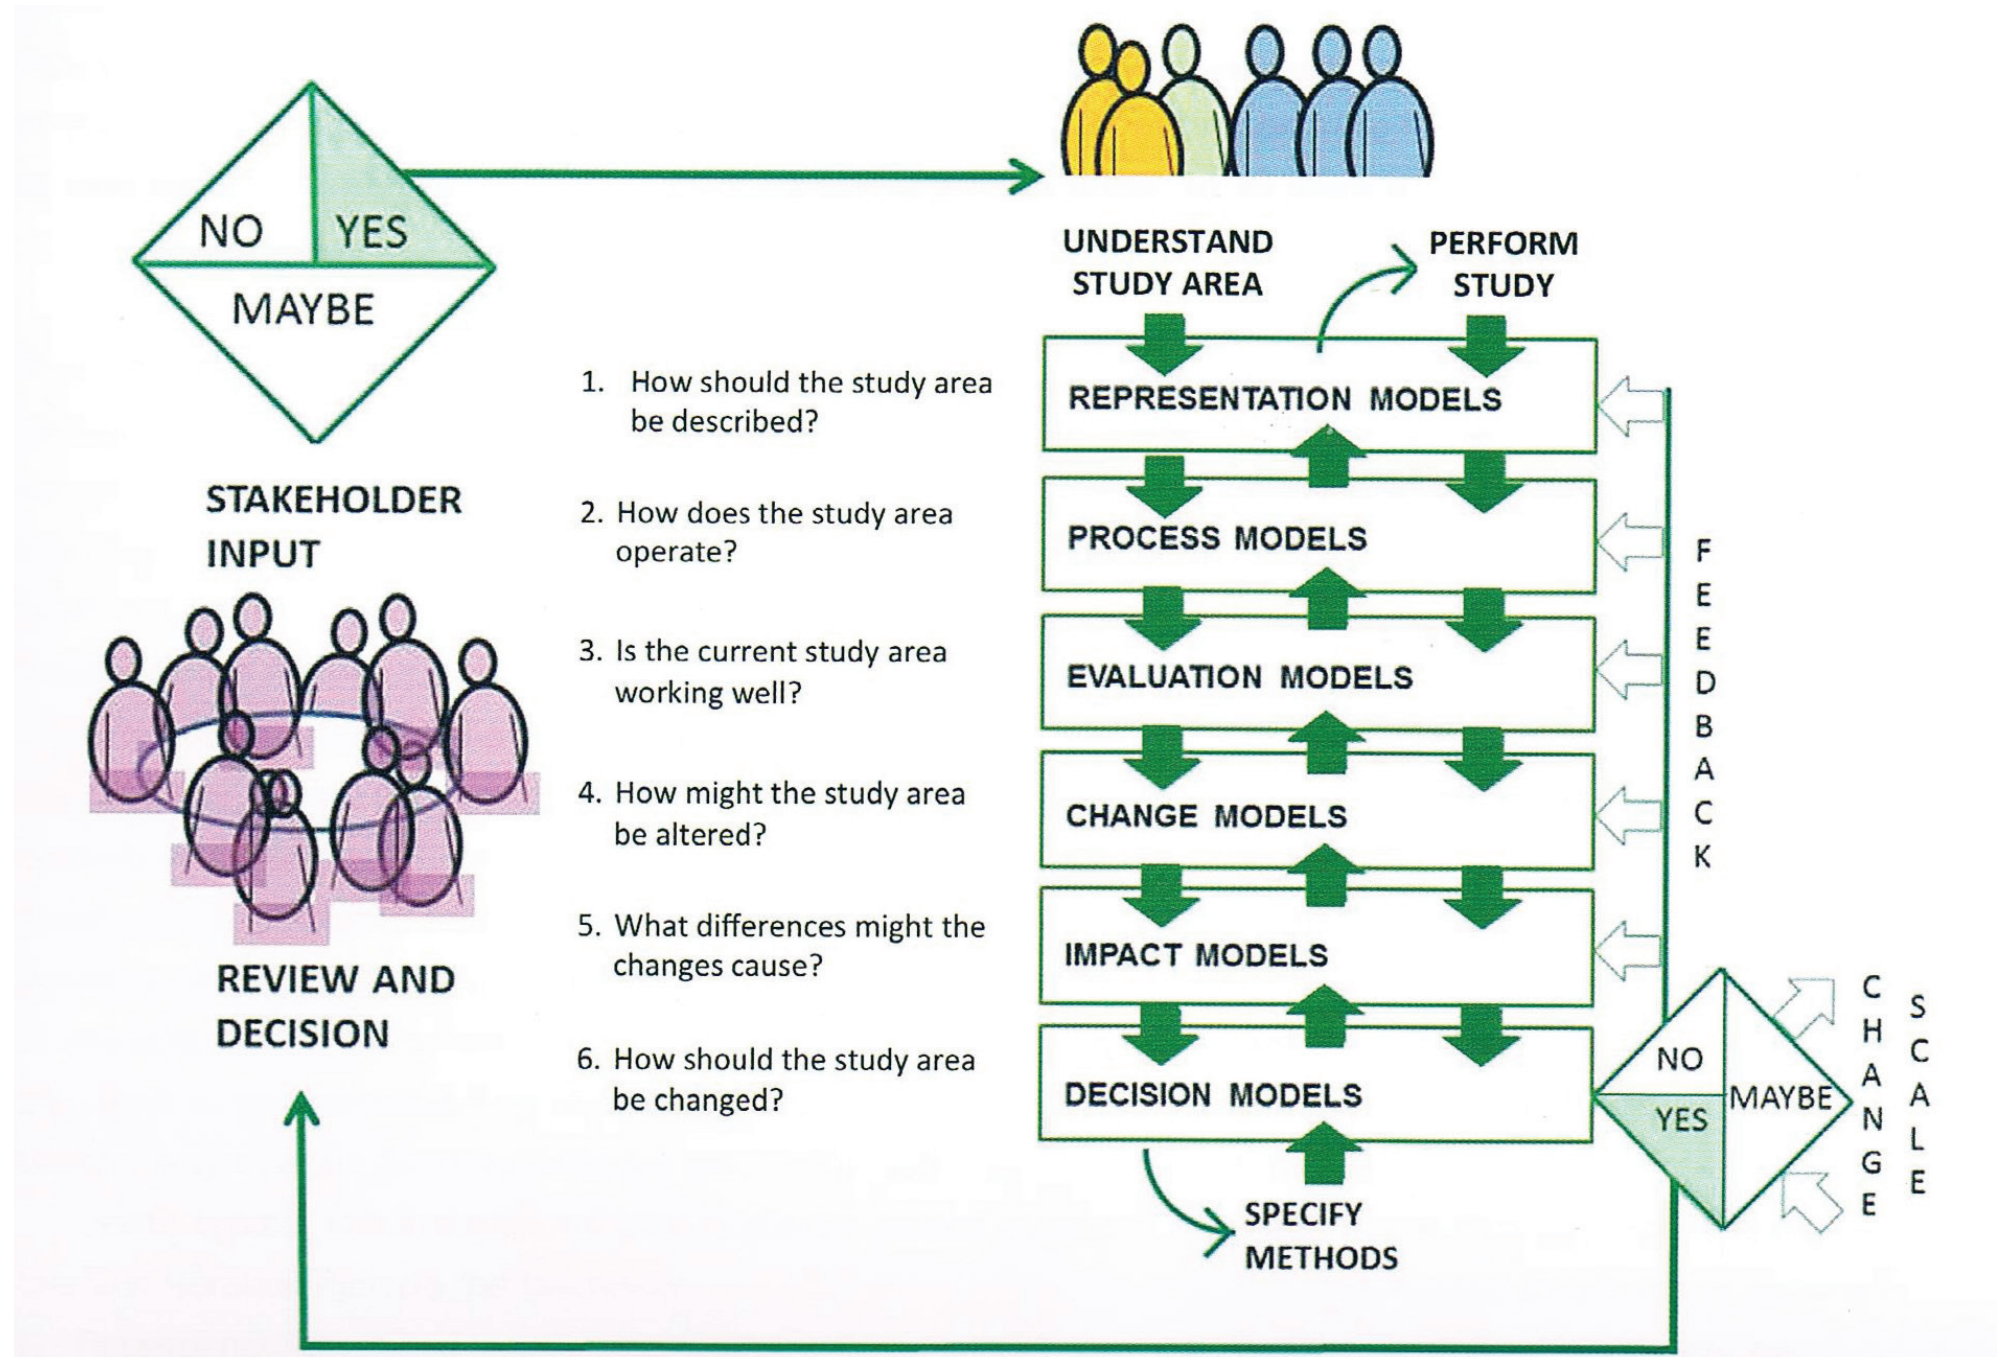 NO
YES
MAYBE
STAKEHOLDER
INPUT
REVIEW AND
DECISION
1. How should the study area
be described?
2. How does the study area
operate?
3. Is the current study area
working well?
4. How might the study area
be altered?
5. What differences might the
changes cause?
6. How should the study area
be changed?
UNDERSTAND
STUDY AREA
PERFORM
STUDY
REPRESENTATION MODELS
PROCESS MODELS
EVALUATION MODELS
CHANGE MODELS
IMPACT MODELS
DECISION MODELS
SPECIFY
METHODS
FEEDBACK
NO
YES
MAYBE
CHANGE
SCALE